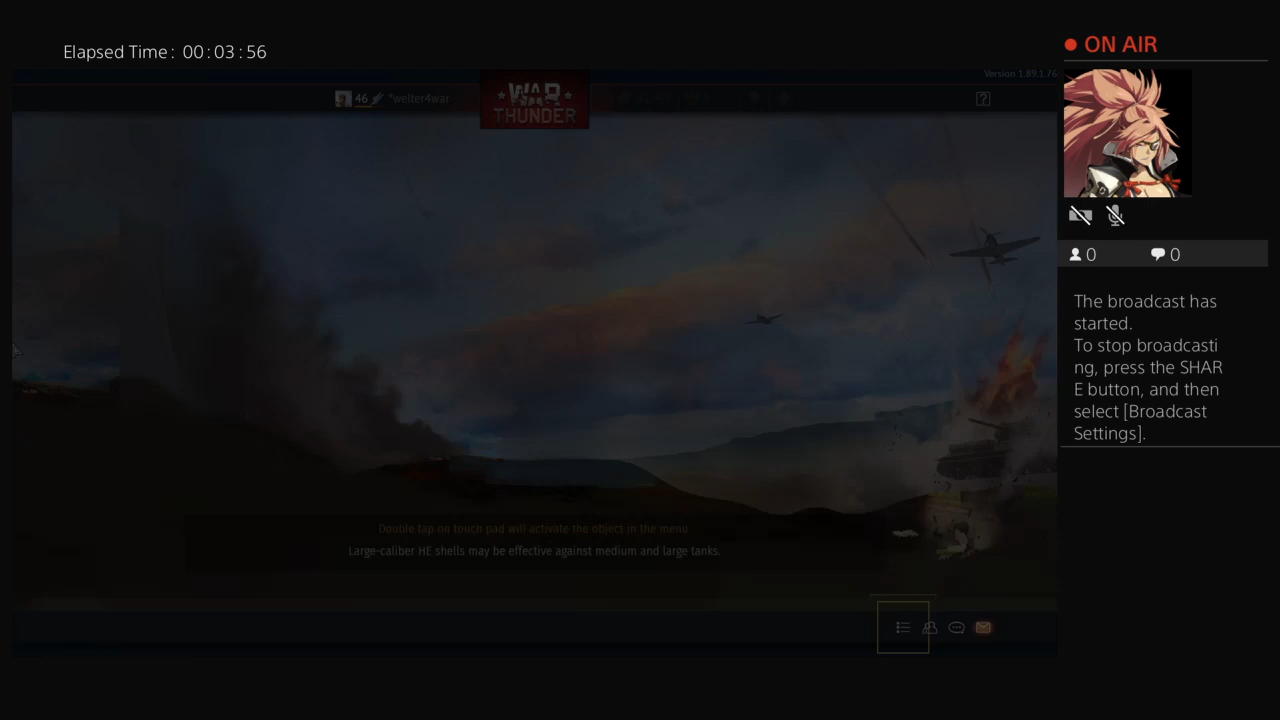 Elapsed Time: 00:03:56
ON AIR
Version 1.89.1.76
46 *welter4war
WAR
THUNDER
?
0 0
The broadcast has
started.
To stop broadcasti
ng, press the SHAR
E button, and then
select [Broadcast
Settings].
Double tap on touch pad will activate the object in the menu
Large-caliber HE shells may be effective against medium and large tanks.